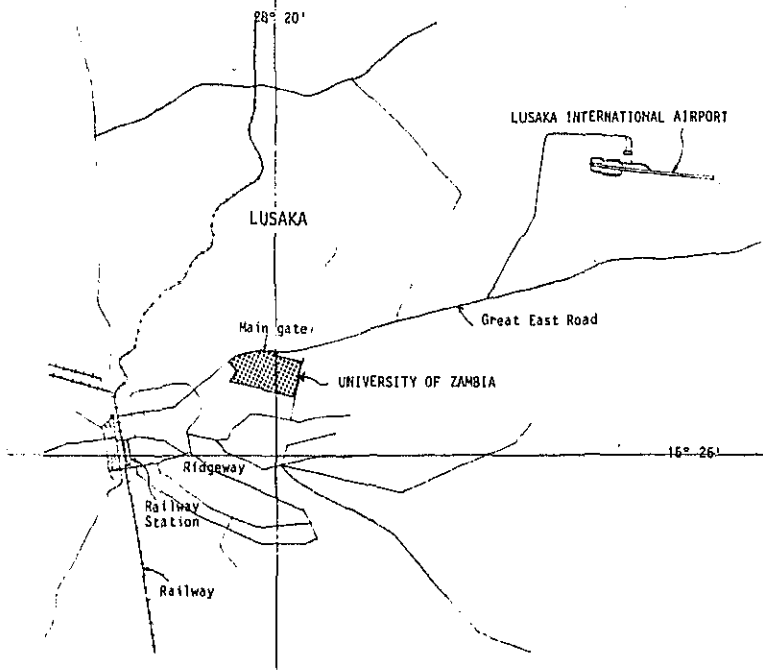 28° 20'
LUSAKA INTERNATIONAL AIRPORT
LUSAKA
Great East Road
Main gate
UNIVERSITY OF ZAMBIA
15° 26'
Ridgeway
Railway
Station
Railway